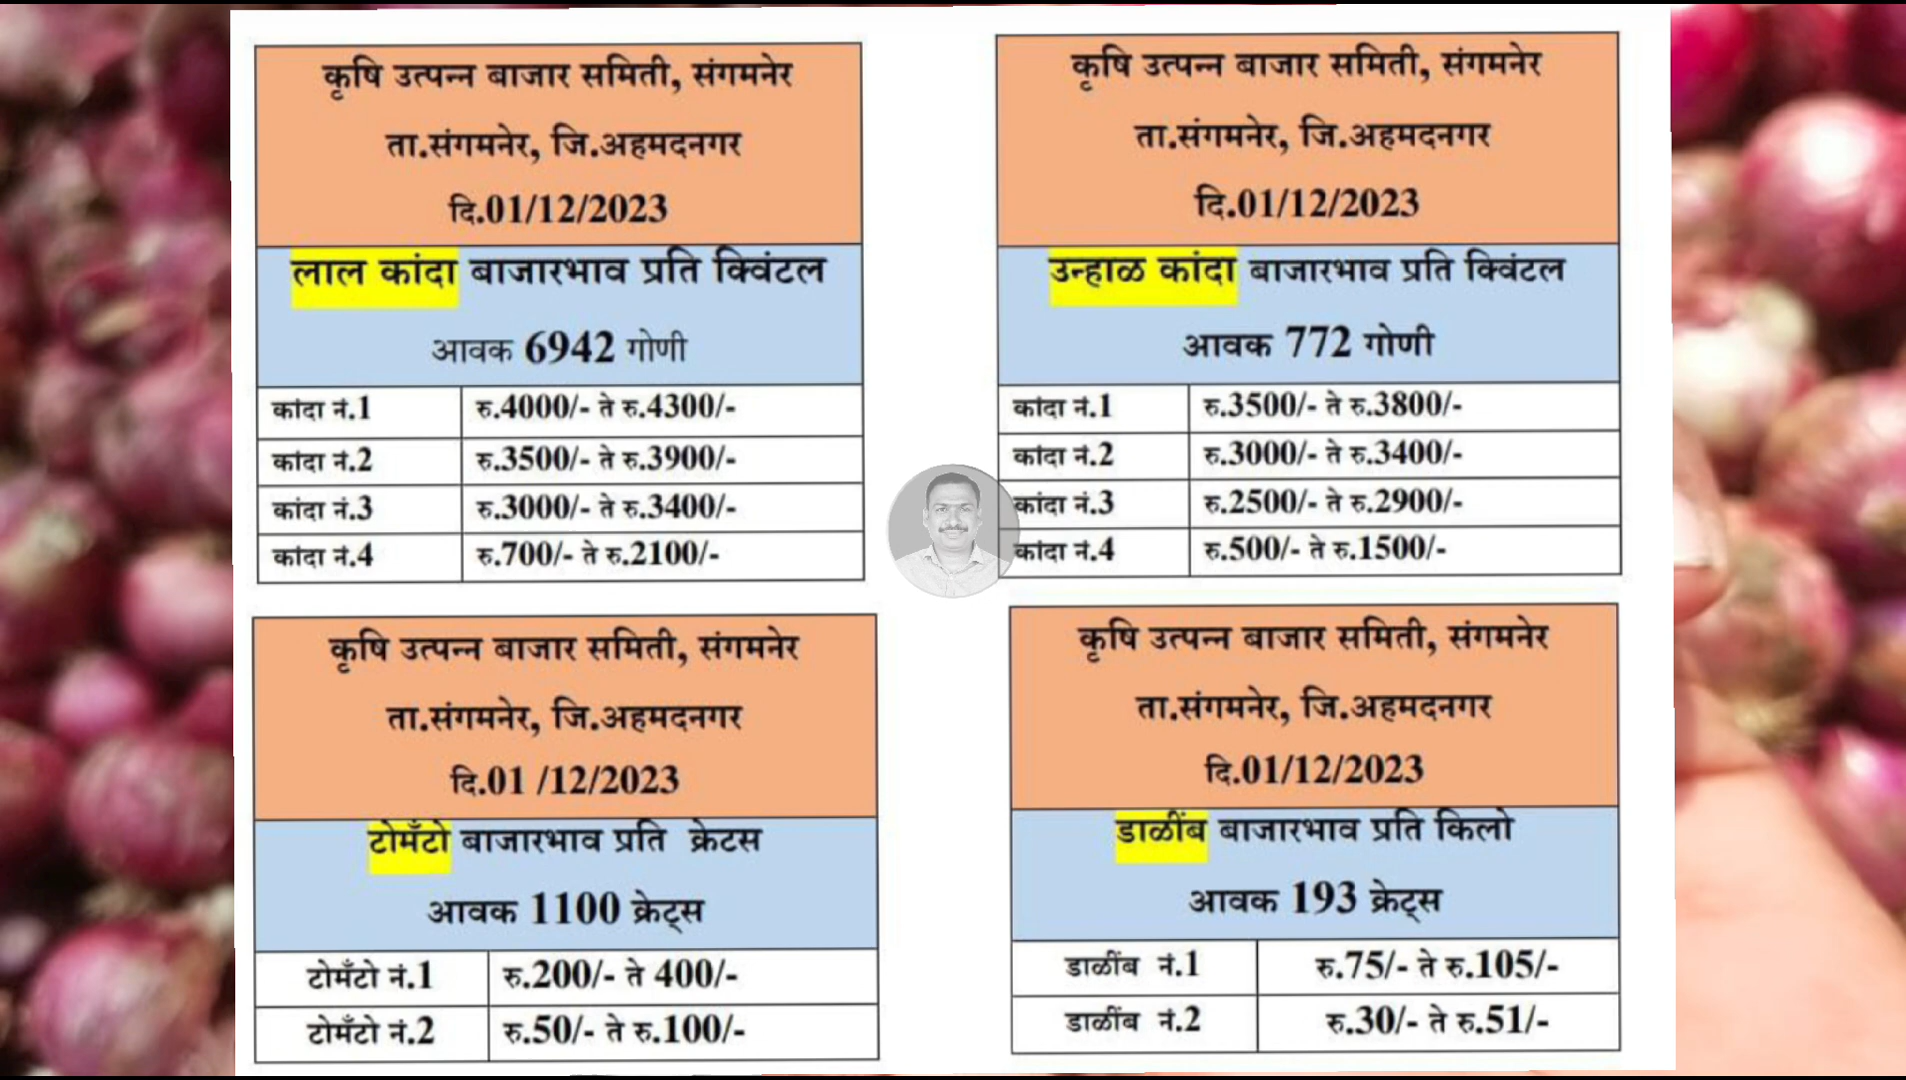 कृषि उत्पन्न बाजार समिती, संगमनेर
ता.संगमनेर, जि.अहमदनगर
दि.01/12/2023
लाल कांदा बाजारभाव प्रति क्विंटल
आवक 6942 गोणी
कांदा नं.1 रु.4000/- ते रु.4300/-
कांदा नं.2 रु.3500/- ते रु.3900/-
कांदा नं.3 रु.3000/- ते रु.3400/-
कांदा नं.4 रु.700/- ते रु.2100/-
कृषि उत्पन्न बाजार समिती, संगमनेर
ता.संगमनेर, जि.अहमदनगर
दि.01/12/2023
उन्हाळ कांदा बाजारभाव प्रति क्विंटल
आवक 772 गोणी
कांदा नं.1 रु.3500/- ते रु.3800/-
कांदा नं.2 रु.3000/- ते रु.3400/-
कांदा नं.3 रु.2500/- ते रु.2900/-
कांदा नं.4 रु.500/- ते रु.1500/-
कृषि उत्पन्न बाजार समिती, संगमनेर
ता.संगमनेर, जि.अहमदनगर
दि.01 /12/2023
टोमँटो बाजारभाव प्रति क्रेटस
आवक 1100 क्रेट्स
टोमँटो नं.1 रु.200/- ते 400/-
टोमँटो नं.2 रु.50/- ते रु.100/-
कृषि उत्पन्न बाजार समिती, संगमनेर
ता.संगमनेर, जि.अहमदनगर
दि.01/12/2023
डाळींब बाजारभाव प्रति किलो
आवक 193 क्रेट्स
डाळींब नं.1 रु.75/- ते रु.105/-
डाळींब नं.2 रु.30/- ते रु.51/-